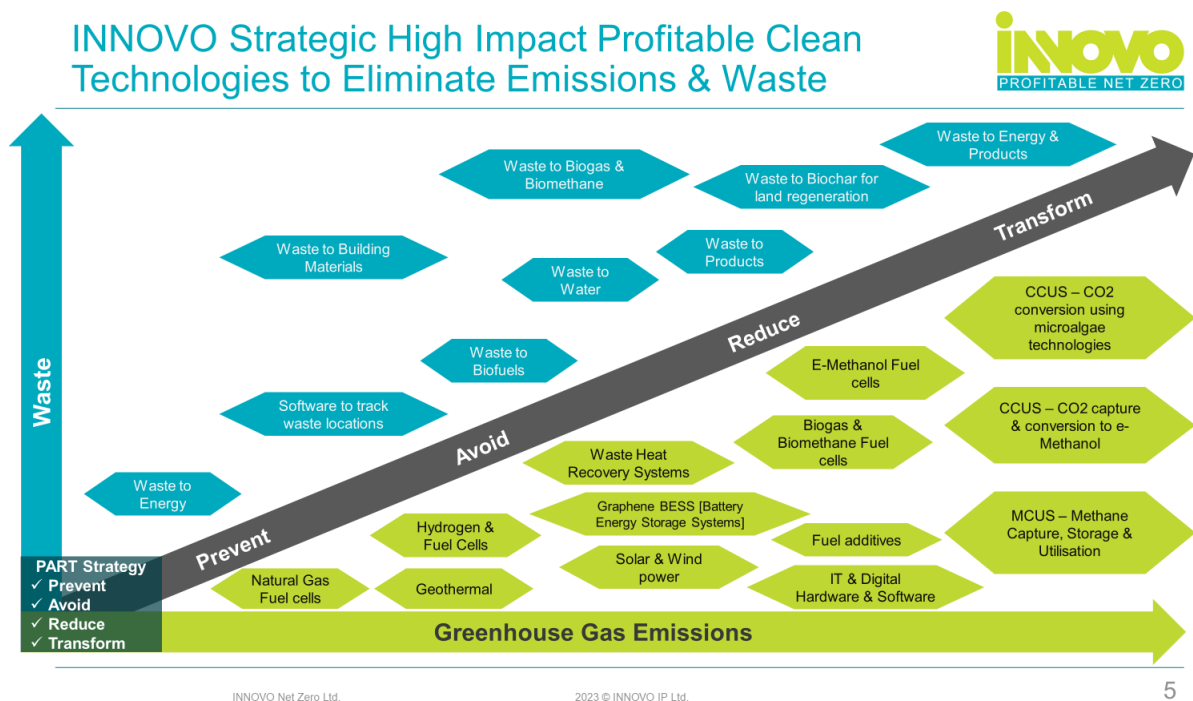 INNOVO Strategic High Impact Profitable Clean
Technologies to Eliminate Emissions & Waste
iNNOVO
PROFITABLE NET ZERO
Waste to Energy &
Products
Waste to Biogas &
Biomethane
Waste to Biochar for
land regeneration
Transform
Waste to Building
Materials
Waste to
Water
Waste to
Products
CCUS – CO2
conversion using
microalgae
technologies
Reduce
Waste
Waste to
Biofuels
E-Methanol Fuel
cells
Software to track
waste locations
CCUS – CO2 capture
& conversion to e-
Methanol
Avoid
Biogas &
Biomethane Fuel
cells
Waste Heat
Recovery Systems
Waste to
Energy
Graphene BESS [Battery
Energy Storage Systems]
MCUS – Methane
Capture, Storage &
Utilisation
Prevent
Hydrogen &
Fuel Cells
Fuel additives
Solar & Wind
power
Natural Gas
Fuel cells
Geothermal
IT & Digital
Hardware & Software
PART Strategy
✓ Prevent
✓ Avoid
✓ Reduce
✓ Transform
Greenhouse Gas Emissions
INNOVO Net Zero Ltd.
2023 © INNOVO IP Ltd.
5